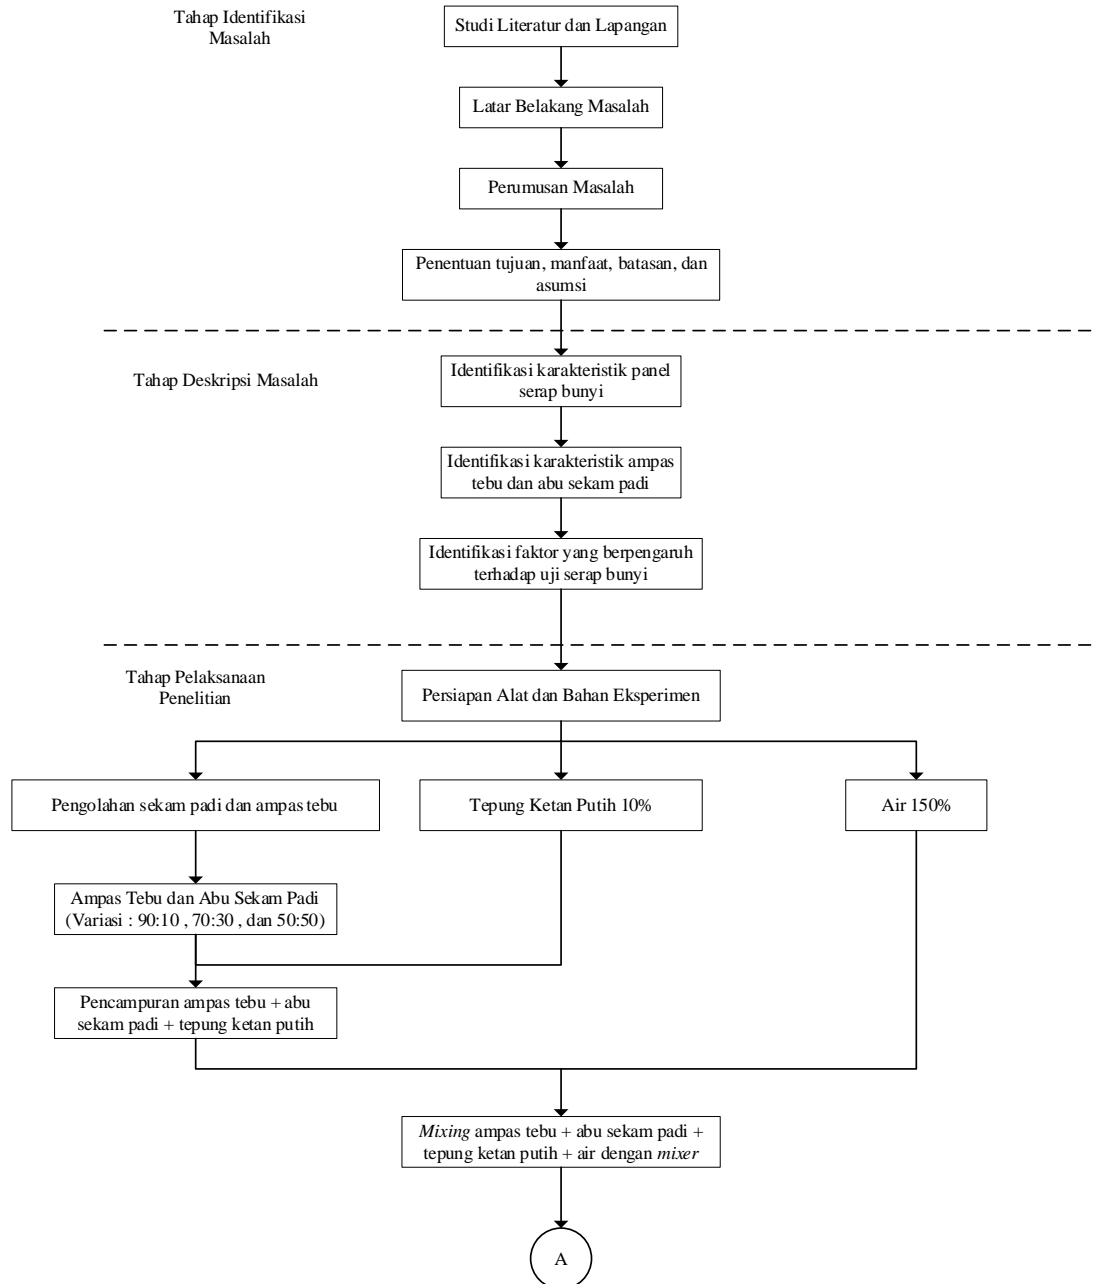 Tahap Identifikasi
Masalah
Studi Literatur dan Lapangan
Latar Belakang Masalah
Perumusan Masalah
Penentuan tujuan, manfaat, batasan, dan
asumsi
Tahap Deskripsi Masalah
Identifikasi karakteristik panel
serap bunyi
Identifikasi karakteristik ampas
tebu dan abu sekam padi
Identifikasi faktor yang berpengaruh
terhadap uji serap bunyi
Tahap Pelaksanaan
Penelitian
Persiapan Alat dan Bahan Eksperimen
Pengolahan sekam padi dan ampas tebu
Tepung Ketan Putih 10%
Air 150%
Ampas Tebu dan Abu Sekam Padi
(Variasi : 90:10 , 70:30 , dan 50:50)
Pencampuran ampas tebu + abu
sekam padi + tepung ketan putih
Mixing ampas tebu + abu sekam padi +
tepung ketan putih + air dengan mixer
A